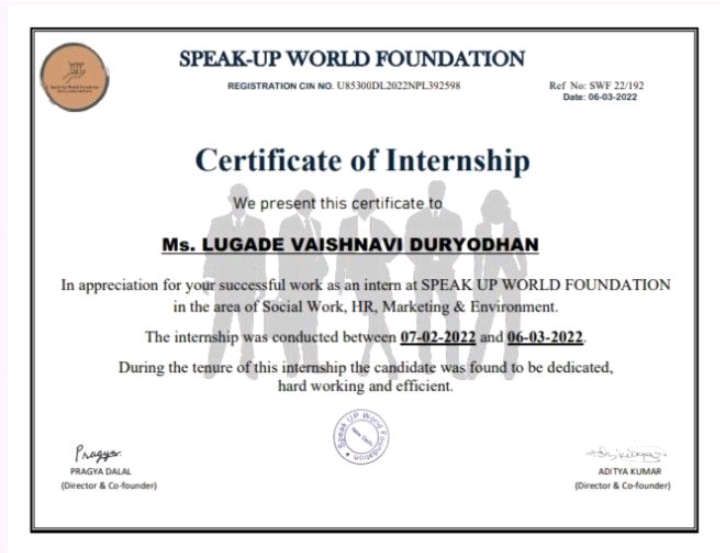 SPEAK-UP WORLD FOUNDATION
REGISTRATION CIN NO. U85300DL2022NPL392598
Ref No: SWF 22/192
Date: 06-03-2022
Certificate of Internship
We present this certificate to
Ms. LUGADE VAISHNAVI DURYODHAN
In appreciation for your successful work as an intern at SPEAK UP WORLD FOUNDATION
in the area of Social Work, HR, Marketing & Environment.
The internship was conducted between 07-02-2022 and 06-03-2022.
During the tenure of this internship the candidate was found to be dedicated,
hard working and efficient.
Speak UP World Foundation
New Delhi
Pragya
PRAGYA DALAL
(Director & Co-founder)
ADITYA KUMAR
(Director & Co-founder)